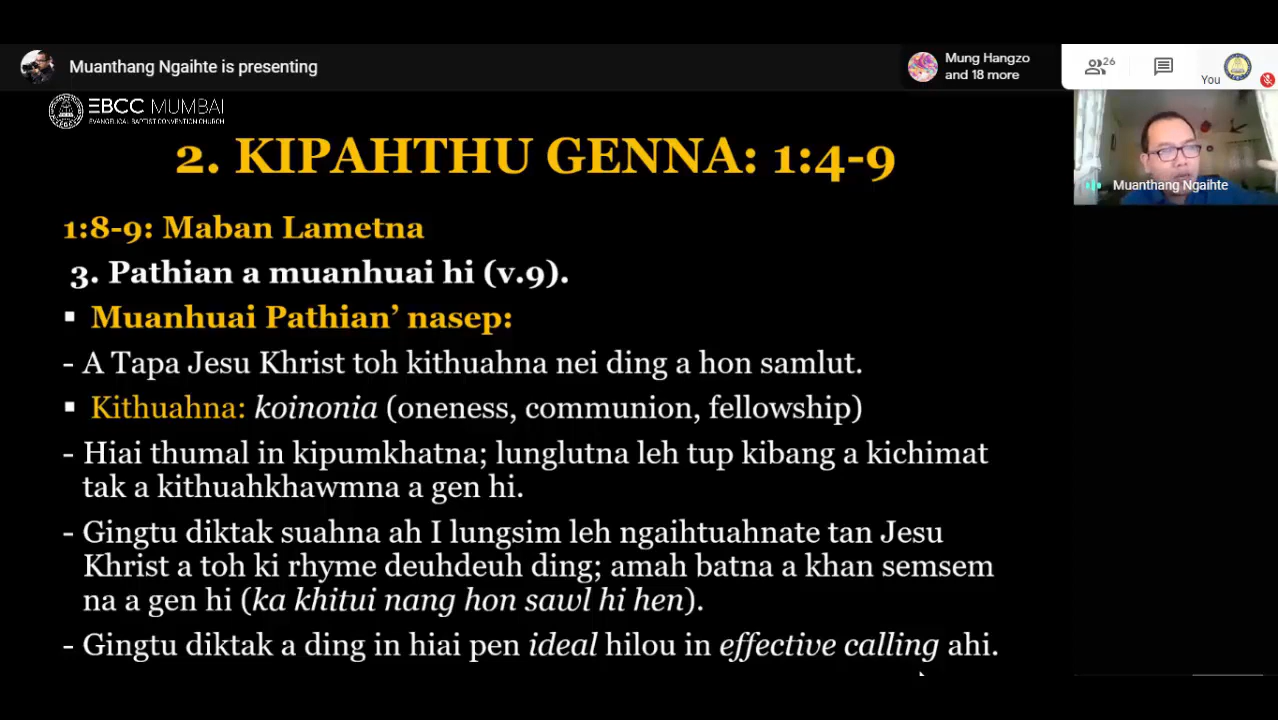 Muanthang Ngaihte is presenting
Mung Hangzo
and 18 more
26
You
EBCC MUMBAI
EVANGELICAL BAPTIST CONVENTION CHURCH
2. KIPAHTHU GENNA: 1:4-9
Muanthang Ngaihte
1:8-9: Maban Lametna
3. Pathian a muanhuai hi (v.9).
▪ Muanhuai Pathian’ nasep:
- A Tapa Jesu Khrist toh kithuahna nei ding a hon samlut.
▪ Kithuahna: koinonia (oneness, communion, fellowship)
- Hiai thumal in kipumkhatna; lunglutna leh tup kibang a kichimat
tak a kithuahkhawmna a gen hi.
- Gingtu diktak suahna ah I lungsim leh ngaihtuahnate tan Jesu
Khrist a toh ki rhyme deuhdeuh ding; amah batna a khan semsem
na a gen hi (ka khitui nang hon sawl hi hen).
- Gingtu diktak a ding in hiai pen ideal hilou in effective calling ahi.